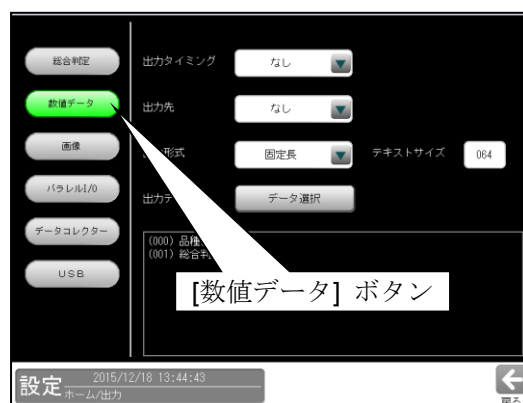 総合判定
数値データ
画像
パラレルI/O
データコレクター
USB
出力タイミング
なし
出力先
なし
形式
固定長
テキストサイズ
064
出力デ
データ選択
(000) 品種
(001) 総合判
[数値データ] ボタン
設定
2015/12/18 13:44:43
ホーム/出力
戻る